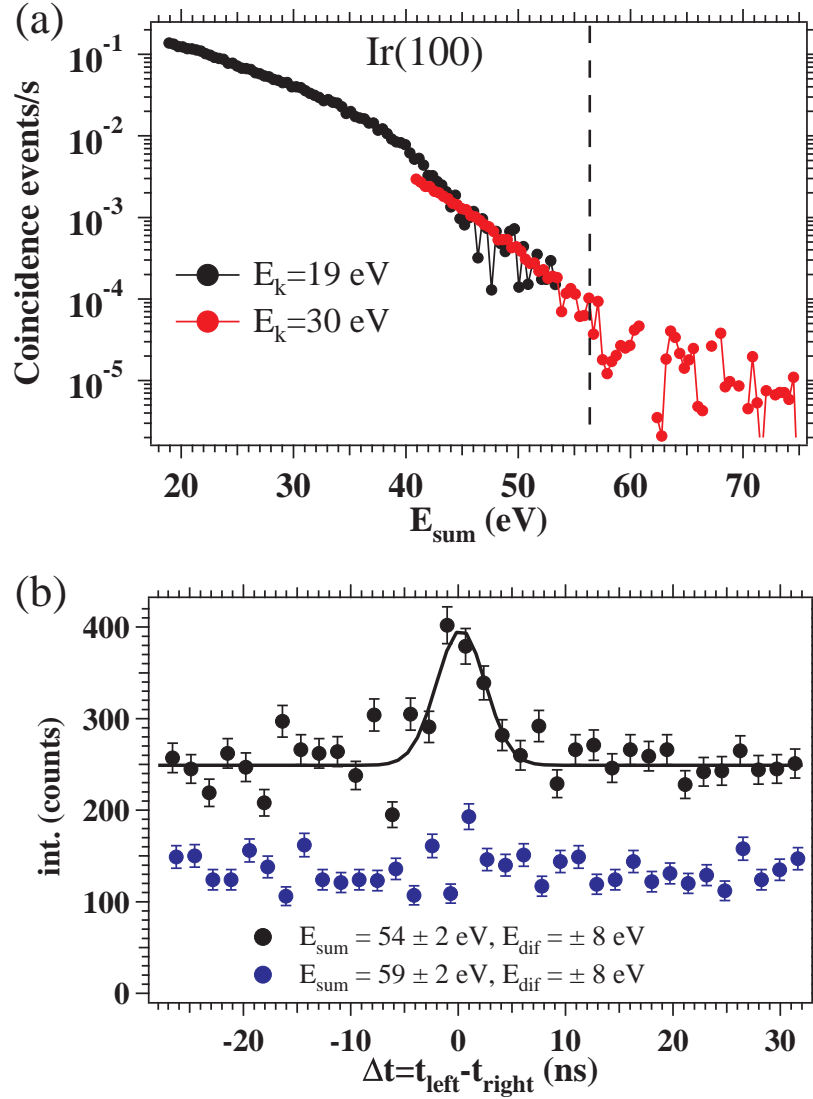 (a)
Ir(100)
10^-1
10^-2
10^-3
10^-4
10^-5
Coincidence events/s
E_k=19 eV
E_k=30 eV
20 30 40 50 60 70
E_sum (eV)
(b)
400
300
200
100
0
int. (counts)
E_sum = 54 ± 2 eV, E_dif = ± 8 eV
E_sum = 59 ± 2 eV, E_dif = ± 8 eV
-20 -10 0 10 20 30
Δt=t_left-t_right (ns)